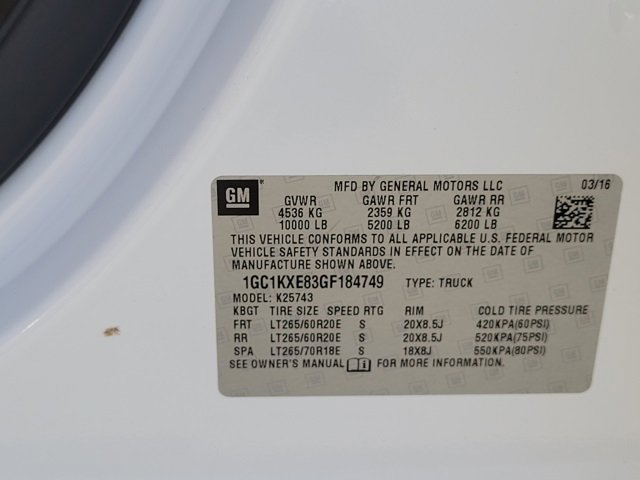 GM MFD BY GENERAL MOTORS LLC 03/16
GVWR GAWR FRT GAWR RR
4536 KG 2359 KG 2812 KG
10000 LB 5200 LB 6200 LB
THIS VEHICLE CONFORMS TO ALL APPLICABLE U.S. FEDERAL MOTOR
VEHICLE SAFETY STANDARDS IN EFFECT ON THE DATE OF
MANUFACTURE SHOWN ABOVE.
1GC1KXE83GF184749 TYPE: TRUCK
MODEL: K25743
KBGT TIRE SIZE SPEED RTG RIM COLD TIRE PRESSURE
FRT LT265/60R20E S 20X8.5J 420KPA(60PSI)
RR LT265/60R20E S 20X8.5J 520KPA(75PSI)
SPA LT265/70R18E S 18X8J 550KPA(80PSI)
SEE OWNER'S MANUAL FOR MORE INFORMATION.